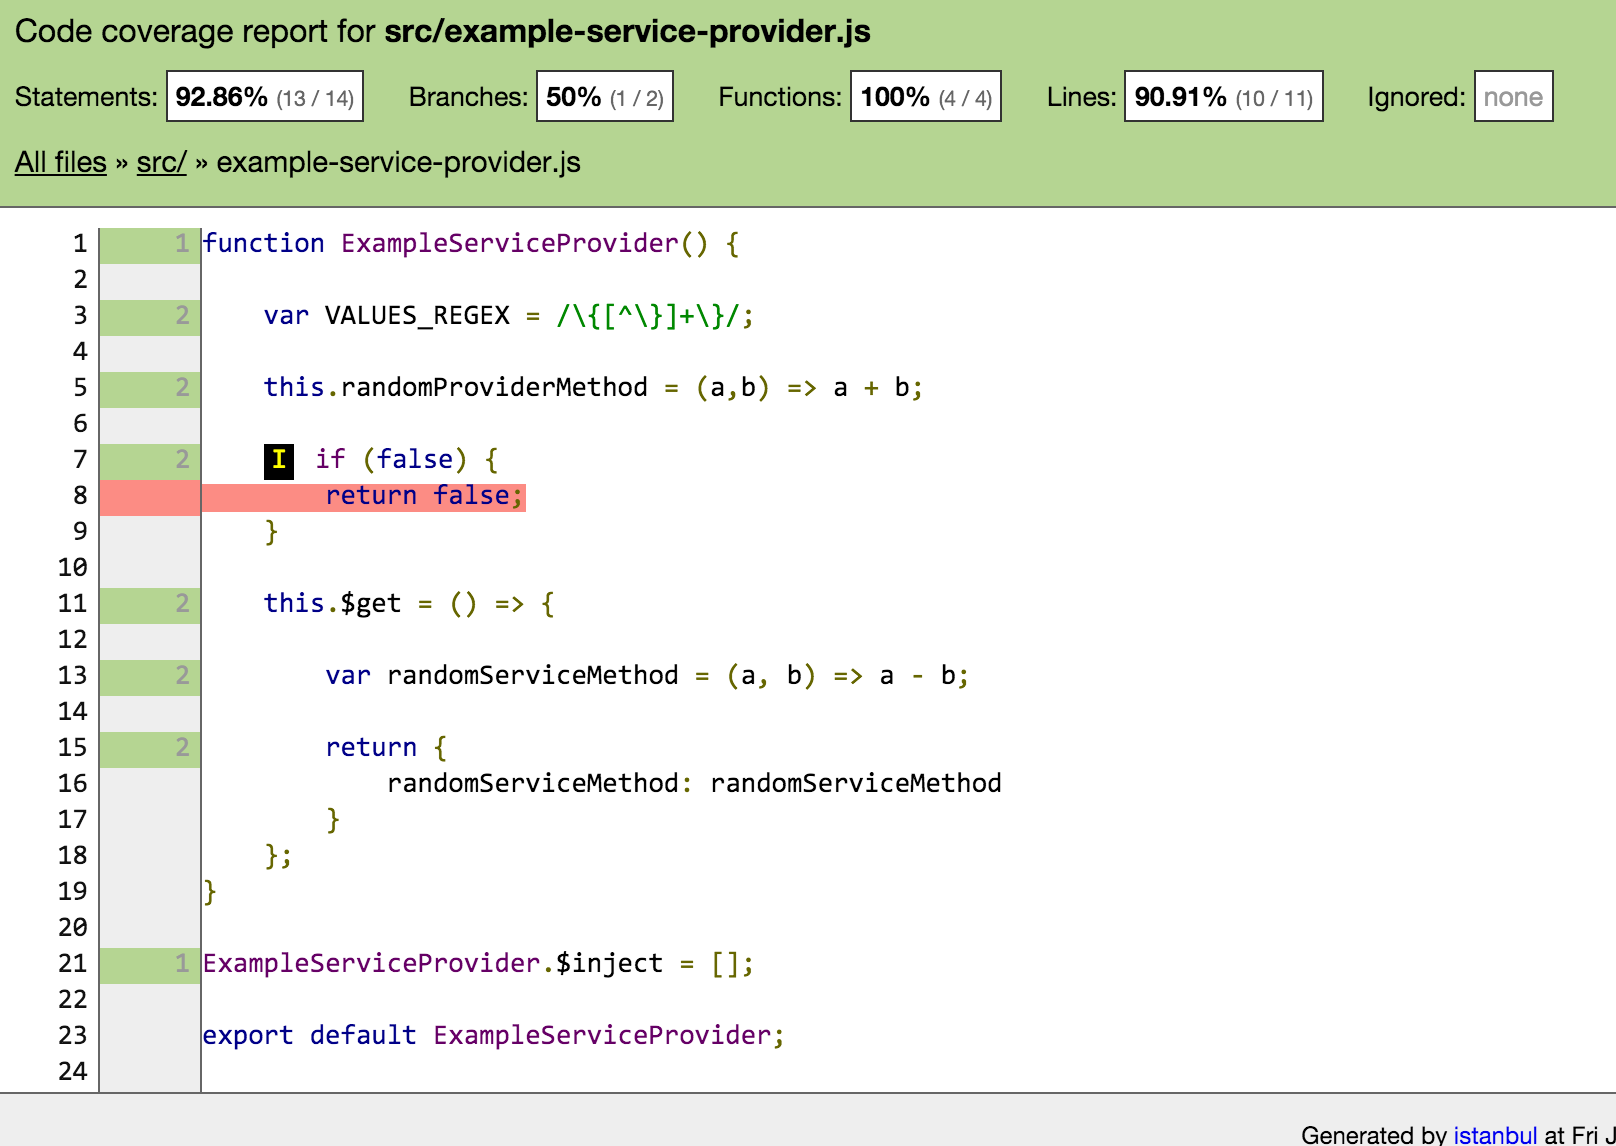 Code coverage report for src/example-service-provider.js
Statements: 92.86% (13 / 14) Branches: 50% (1 / 2) Functions: 100% (4 / 4) Lines: 90.91% (10 / 11) Ignored: none
All files » src/ » example-service-provider.js
1 1 function ExampleServiceProvider() {
2
3 2     var VALUES_REGEX = /\{[^\}]+\}/;
4
5 2     this.randomProviderMethod = (a,b) => a + b;
6
7 2     I if (false) {
8         return false;
9     }
10
11 2     this.$get = () => {
12
13 2         var randomServiceMethod = (a, b) => a - b;
14
15 2         return {
16             randomServiceMethod: randomServiceMethod
17         }
18     };
19 }
20
21 1 ExampleServiceProvider.$inject = [];
22
23 export default ExampleServiceProvider;
24
Generated by istanbul at Fri J